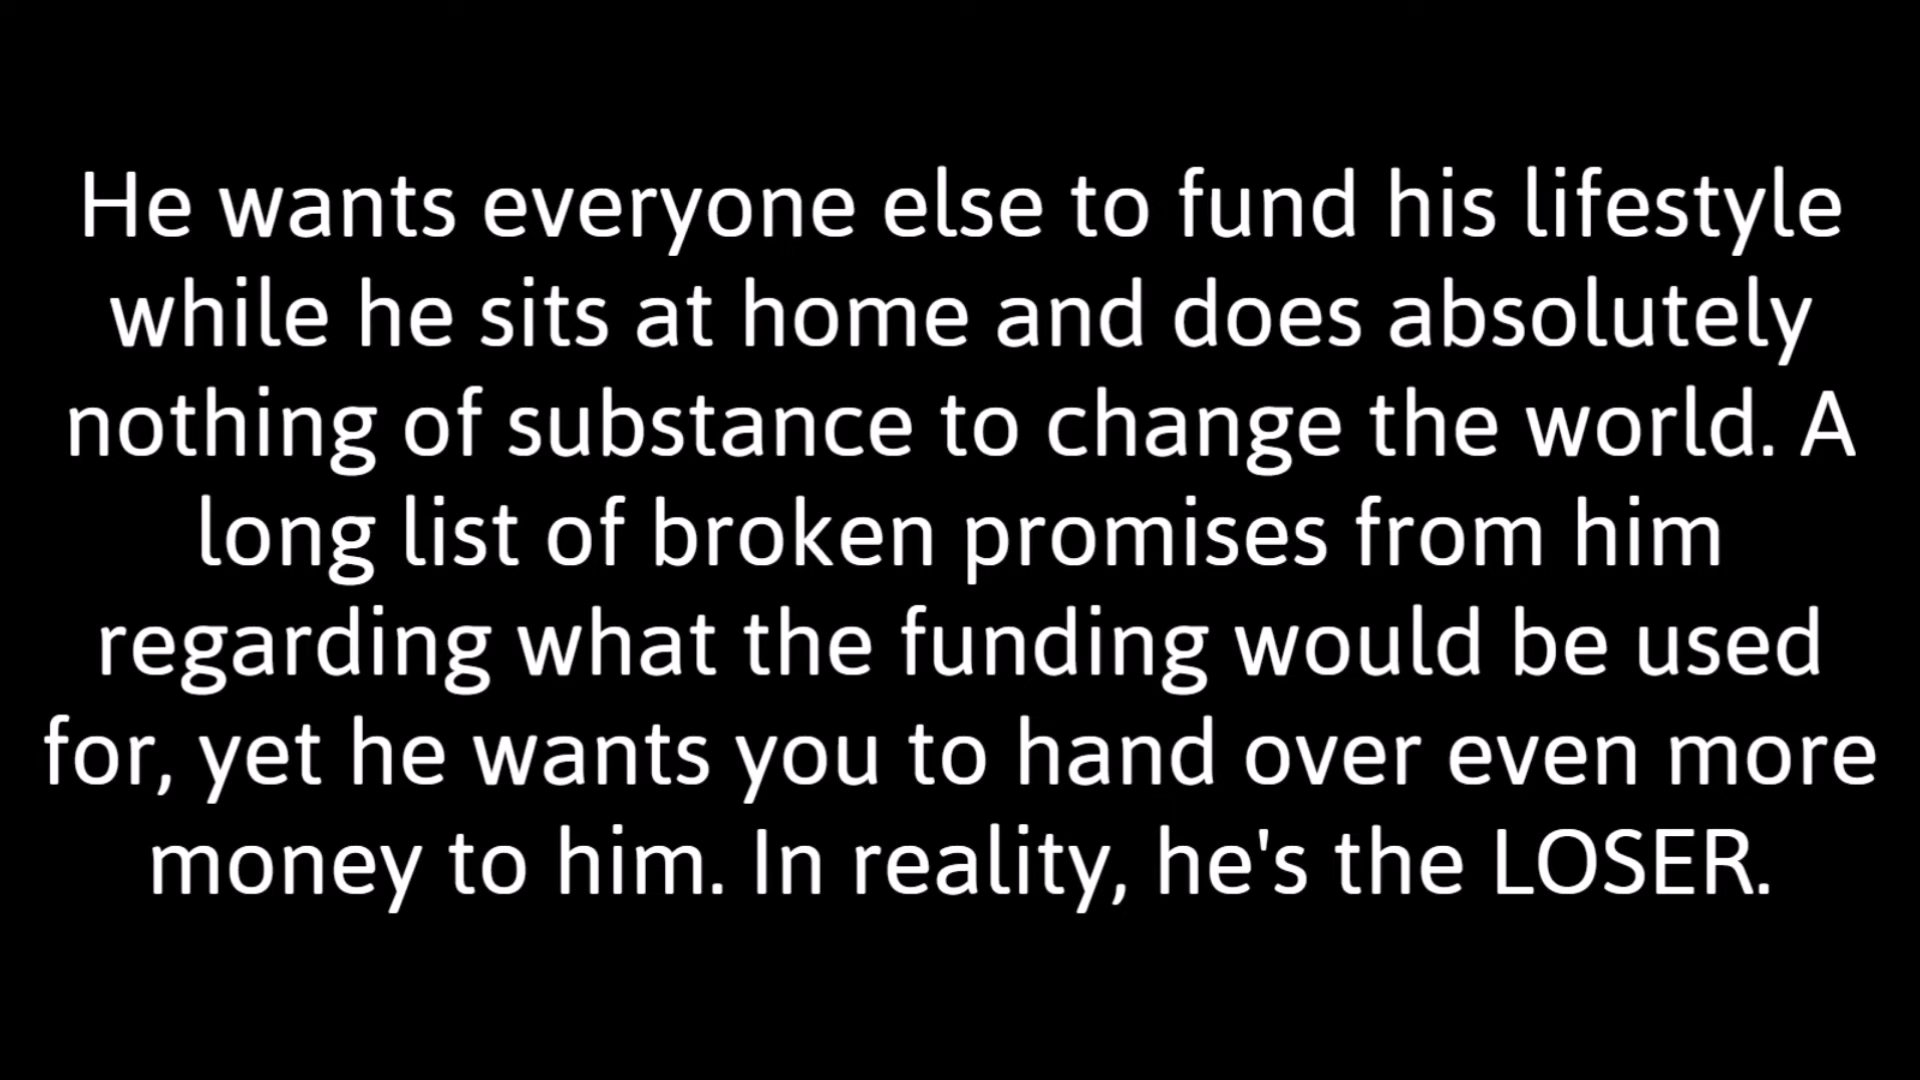 He wants everyone else to fund his lifestyle
while he sits at home and does absolutely
nothing of substance to change the world. A
long list of broken promises from him
regarding what the funding would be used
for, yet he wants you to hand over even more
money to him. In reality, he's the LOSER.